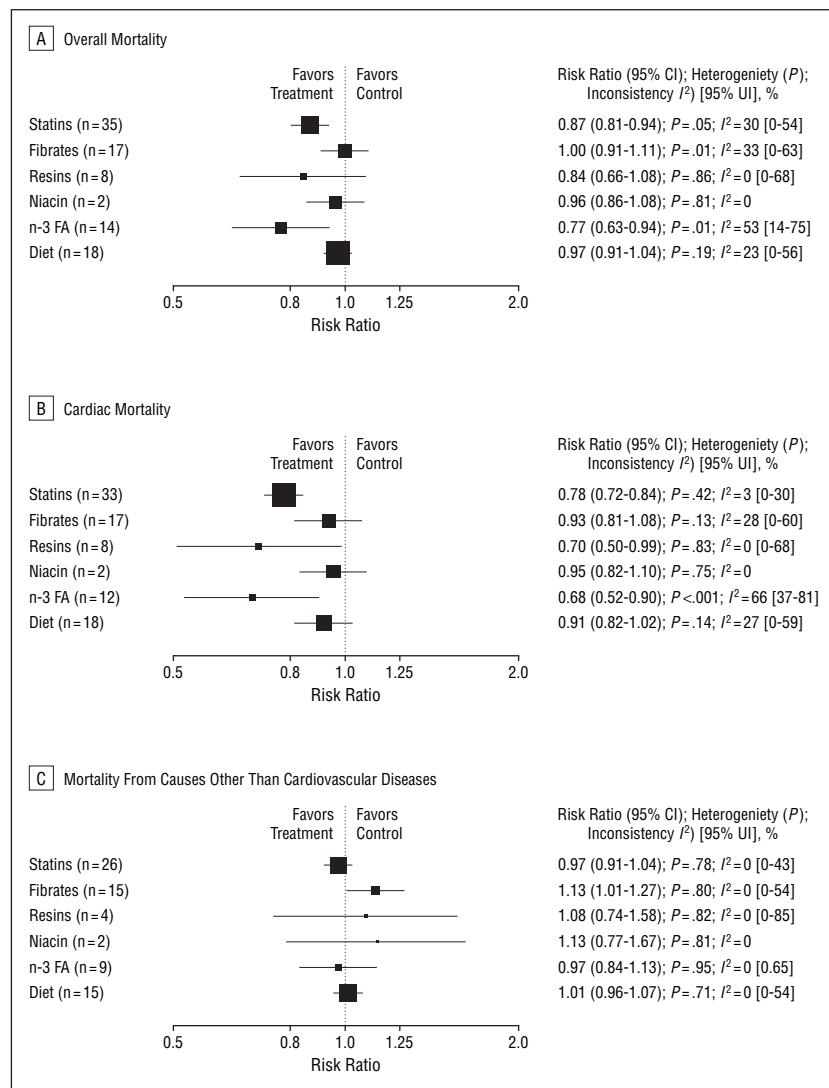 A Overall Mortality
Favors Treatment
Favors Control
Risk Ratio (95% CI); Heterogeniety (P);
Inconsistency I²) [95% UI], %
Statins (n=35) 0.87 (0.81-0.94); P=.05; I²=30 [0-54]
Fibrates (n=17) 1.00 (0.91-1.11); P=.01; I²=33 [0-63]
Resins (n=8) 0.84 (0.66-1.08); P=.86; I²=0 [0-68]
Niacin (n=2) 0.96 (0.86-1.08); P=.81; I²=0
n-3 FA (n=14) 0.77 (0.63-0.94); P=.01; I²=53 [14-75]
Diet (n=18) 0.97 (0.91-1.04); P=.19; I²=23 [0-56]
0.5 0.8 1.0 1.25 2.0
Risk Ratio
B Cardiac Mortality
Favors Treatment
Favors Control
Risk Ratio (95% CI); Heterogeniety (P);
Inconsistency I²) [95% UI], %
Statins (n=33) 0.78 (0.72-0.84); P=.42; I²=3 [0-30]
Fibrates (n=17) 0.93 (0.81-1.08); P=.13; I²=28 [0-60]
Resins (n=8) 0.70 (0.50-0.99); P=.83; I²=0 [0-68]
Niacin (n=2) 0.95 (0.82-1.10); P=.75; I²=0
n-3 FA (n=12) 0.68 (0.52-0.90); P<.001; I²=66 [37-81]
Diet (n=18) 0.91 (0.82-1.02); P=.14; I²=27 [0-59]
0.5 0.8 1.0 1.25 2.0
Risk Ratio
C Mortality From Causes Other Than Cardiovascular Diseases
Favors Treatment
Favors Control
Risk Ratio (95% CI); Heterogeniety (P);
Inconsistency I²) [95% UI], %
Statins (n=26) 0.97 (0.91-1.04); P=.78; I²=0 [0-43]
Fibrates (n=15) 1.13 (1.01-1.27); P=.80; I²=0 [0-54]
Resins (n=4) 1.08 (0.74-1.58); P=.82; I²=0 [0-85]
Niacin (n=2) 1.13 (0.77-1.67); P=.81; I²=0
n-3 FA (n=9) 0.97 (0.84-1.13); P=.95; I²=0 [0.65]
Diet (n=15) 1.01 (0.96-1.07); P=.71; I²=0 [0-54]
0.5 0.8 1.0 1.25 2.0
Risk Ratio